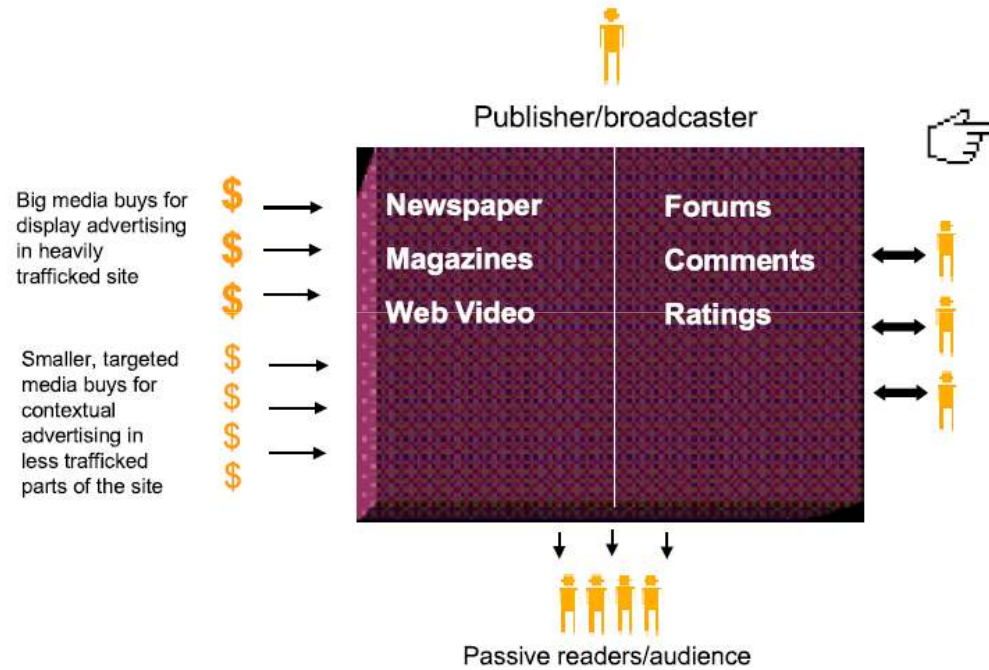 Publisher/broadcaster
Big media buys for
display advertising
in heavily
trafficked site
$
$
$
Newspaper
Magazines
Web Video
Forums
Comments
Ratings
Smaller, targeted
media buys for
contextual
advertising in
less trafficked
parts of the site
$
$
$
$
Passive readers/audience